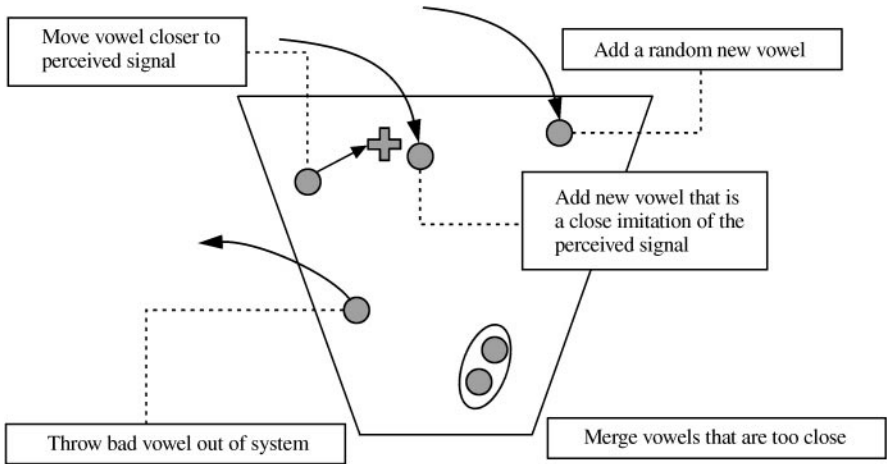 Move vowel closer to
perceived signal
Add a random new vowel
Add new vowel that is
a close imitation of the
perceived signal
Throw bad vowel out of system
Merge vowels that are too close